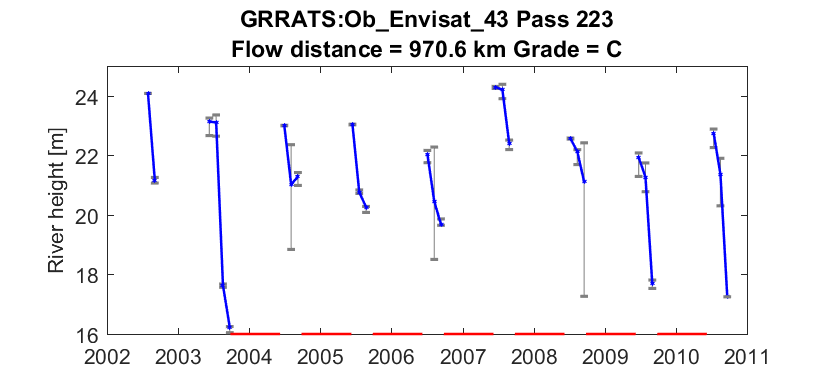 GRRATS:Ob_Envisat_43 Pass 223
Flow distance = 970.6 km Grade = C
River height [m]
24
22
20
18
16
2002 2003 2004 2005 2006 2007 2008 2009 2010 2011